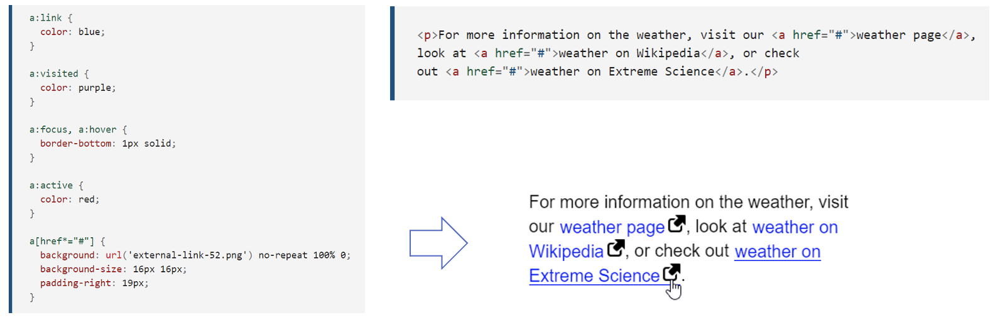 a:link {
  color: blue;
}
a:visited {
  color: purple;
}
a:focus, a:hover {
  border-bottom: 1px solid;
}
a:active {
  color: red;
}
a[href*="#"] {
  background: url('external-link-52.png') no-repeat 100% 0;
  background-size: 16px 16px;
  padding-right: 19px;
}
<p>For more information on the weather, visit our <a href="#">weather page</a>,
look at <a href="#">weather on Wikipedia</a>, or check
out <a href="#">weather on Extreme Science</a>.</p>
For more information on the weather, visit
our weather page, look at weather on
Wikipedia, or check out weather on
Extreme Science.